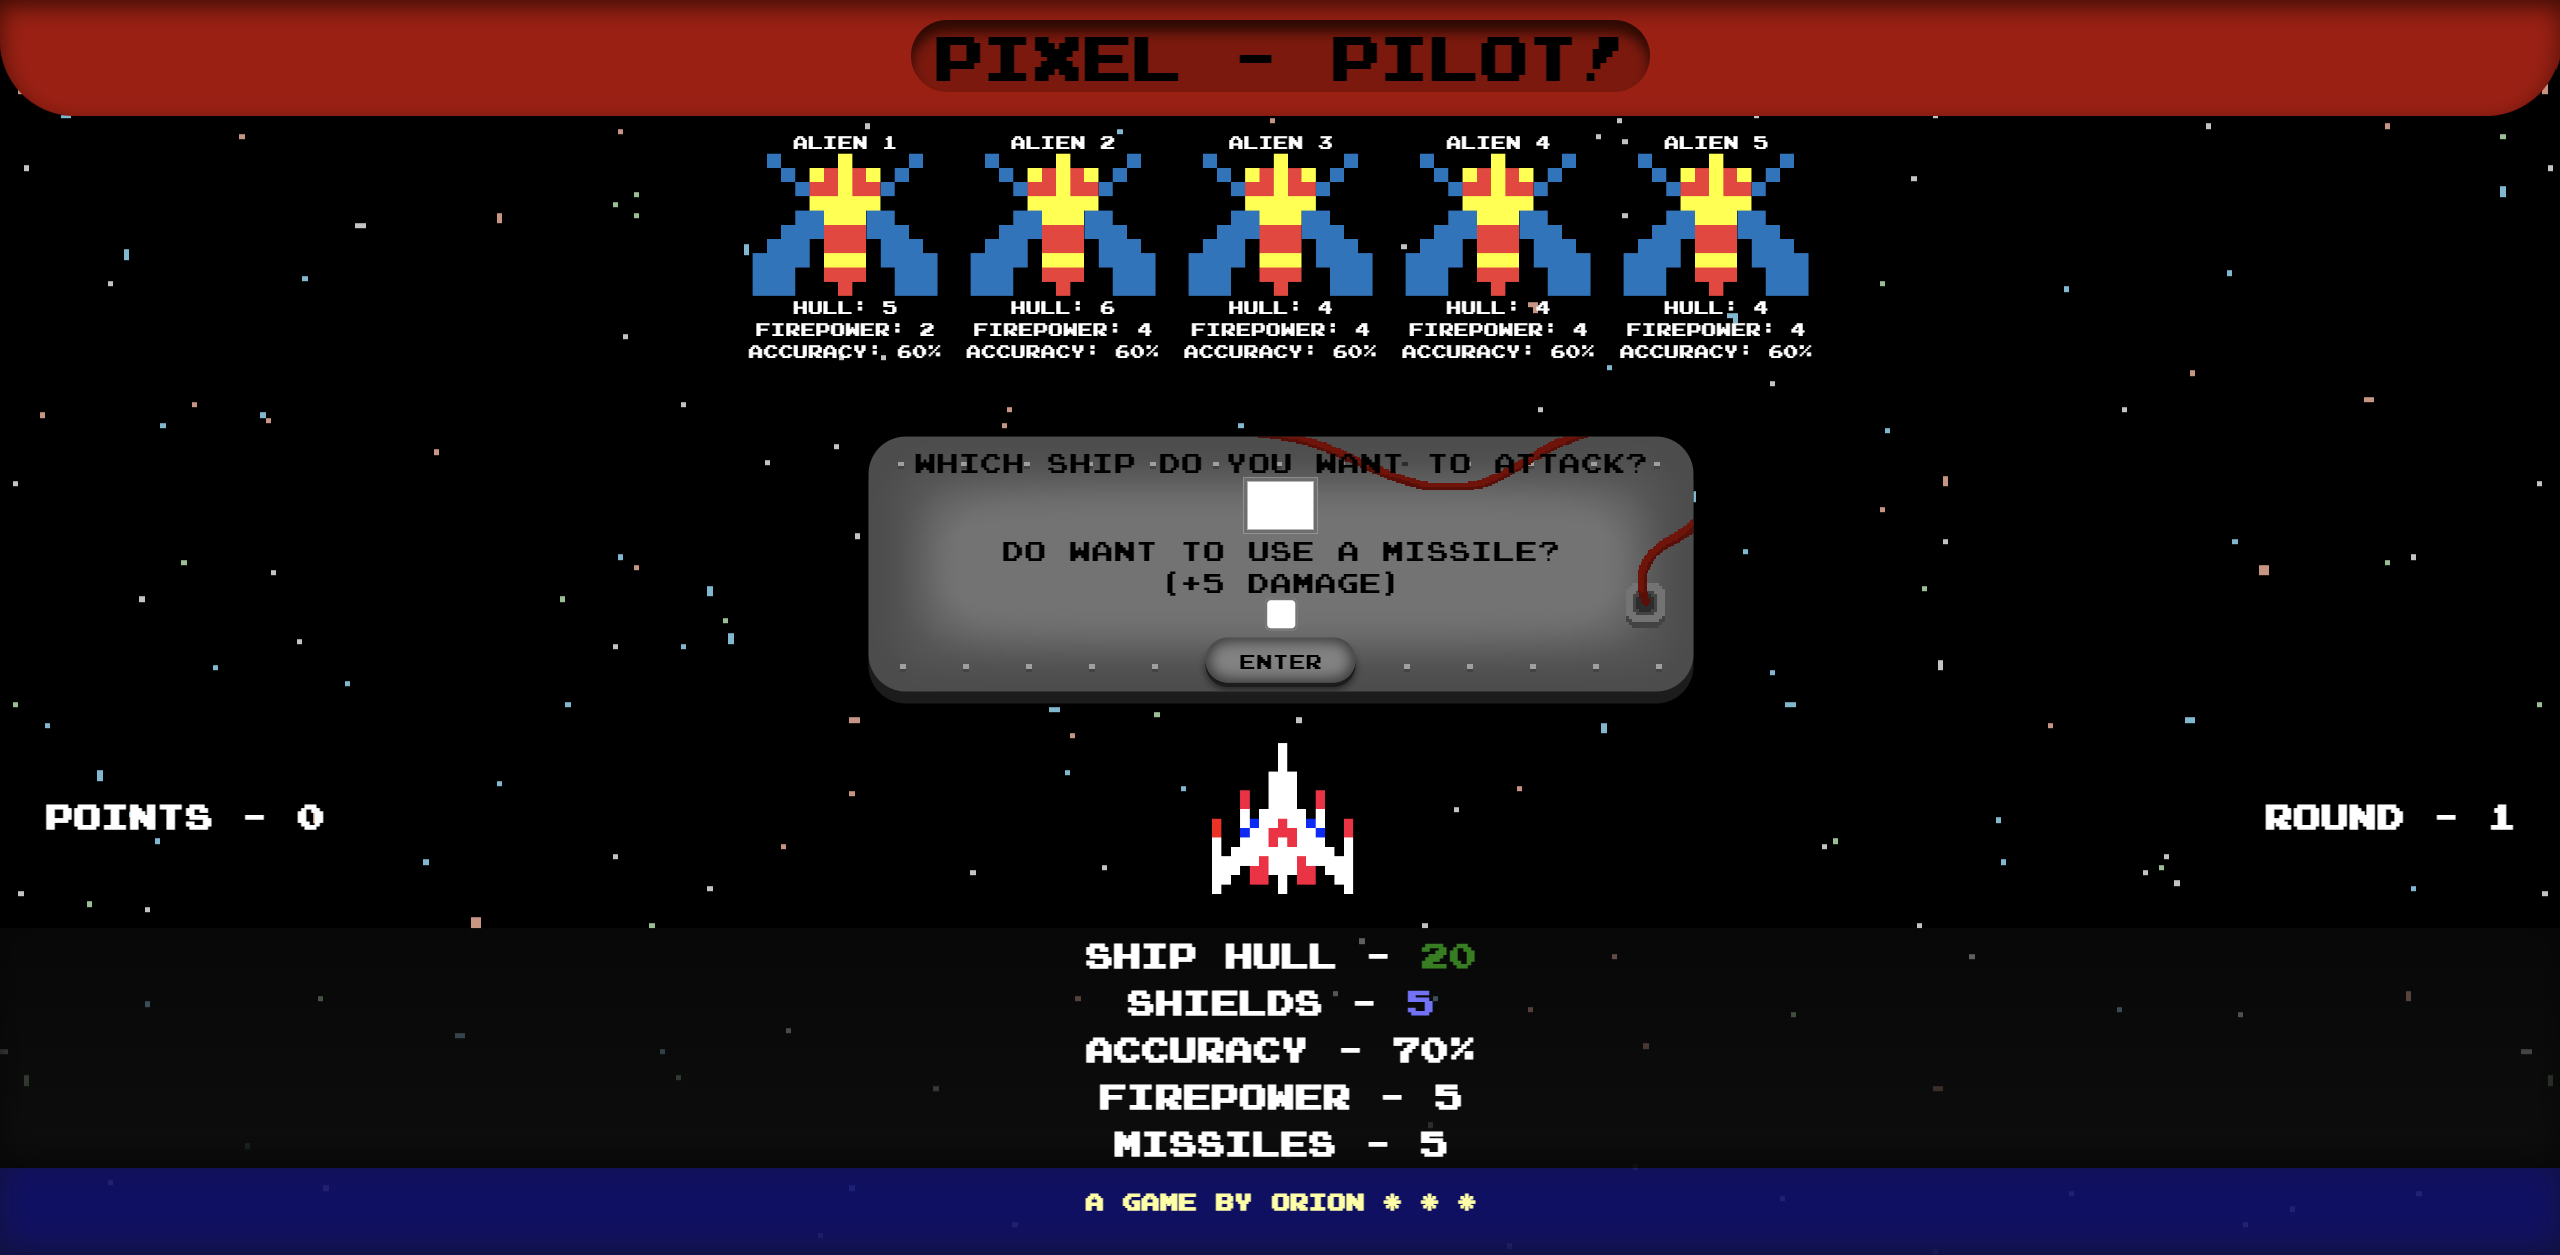 PIXEL - PILOT!
ALIEN 1
HULL: 5
FIREPOWER: 2
ACCURACY: 60%
ALIEN 2
HULL: 6
FIREPOWER: 4
ACCURACY: 60%
ALIEN 3
HULL: 4
FIREPOWER: 4
ACCURACY: 60%
ALIEN 4
HULL: 4
FIREPOWER: 4
ACCURACY: 60%
ALIEN 5
HULL: 4
FIREPOWER: 4
ACCURACY: 60%
WHICH SHIP DO YOU WANT TO ATTACK?
DO WANT TO USE A MISSILE?
(+5 DAMAGE)
ENTER
POINTS - 0
ROUND - 1
SHIP HULL - 20
SHIELDS - 5
ACCURACY - 70%
FIREPOWER - 5
MISSILES - 5
A GAME BY ORION * * *